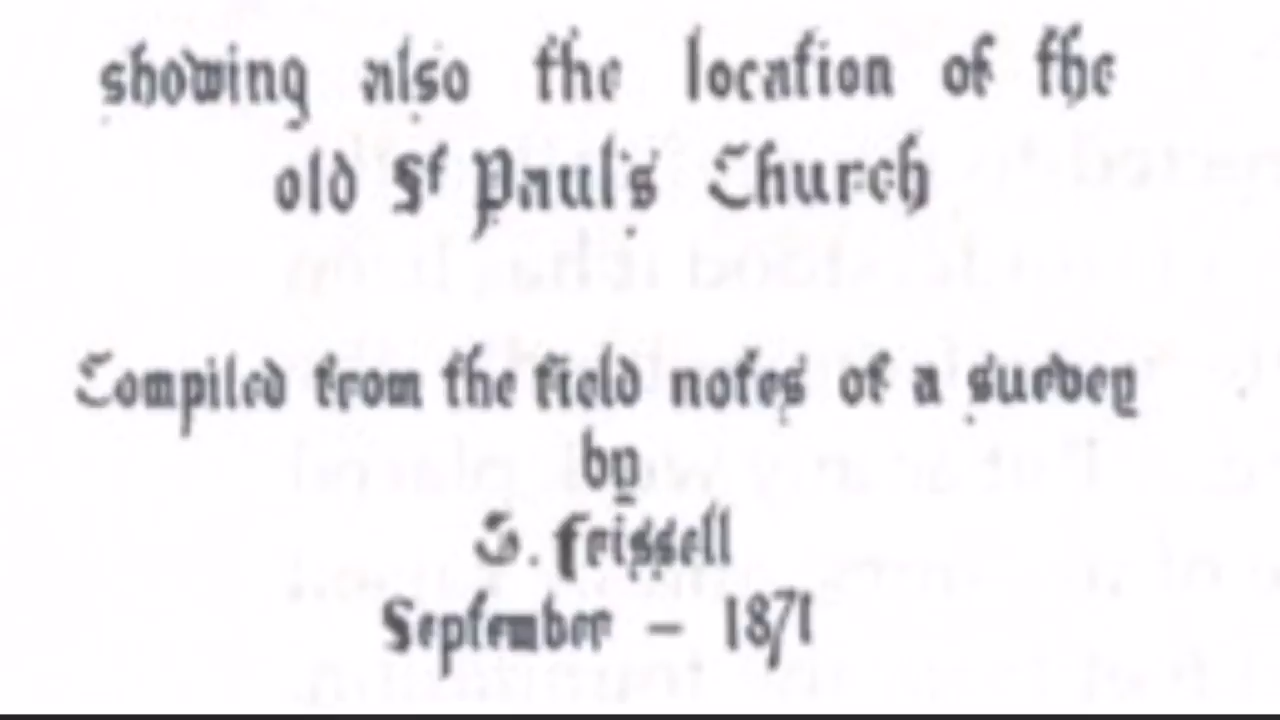 showing also the location of the
old St Paul's Church
Compiled from the field notes of a survey
by
S. Frissell
September – 1871